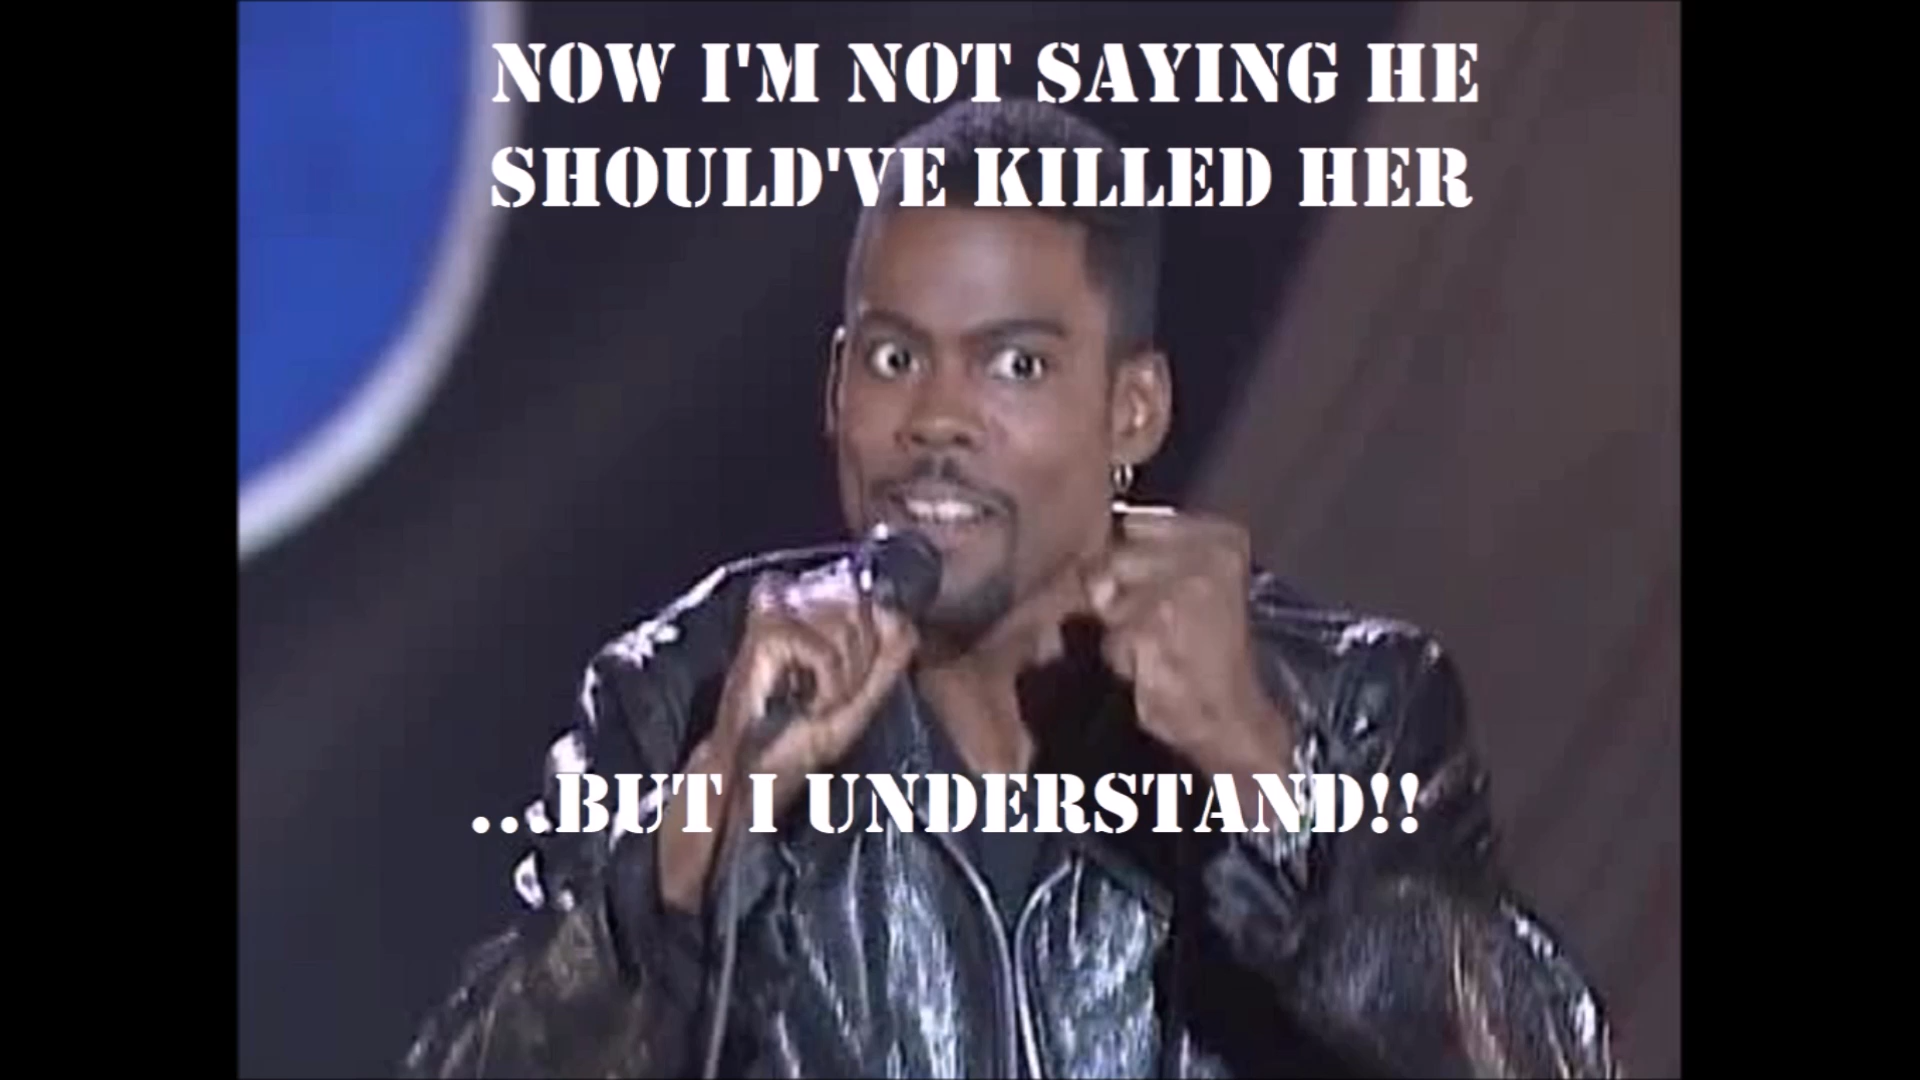 NOW I'M NOT SAYING HE
SHOULD'VE KILLED HER
...BUT I UNDERSTAND!!